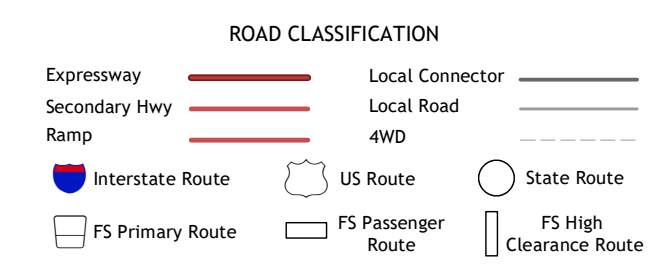 ROAD CLASSIFICATION
Expressway
Local Connector
Secondary Hwy
Local Road
Ramp
4WD
Interstate Route
US Route
State Route
FS Primary Route
FS Passenger
Route
FS High
Clearance Route